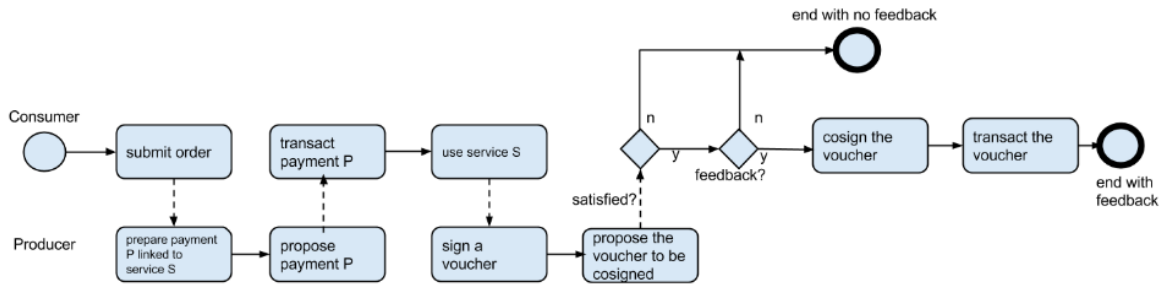 end with no feedback
Consumer
submit order
transact
payment P
use service S
n
n
y
y
feedback?
cosign the
voucher
transact the
voucher
end with
feedback
satisfied?
Producer
prepare payment
P linked to
service S
propose
payment P
sign a
voucher
propose the
voucher to be
cosigned